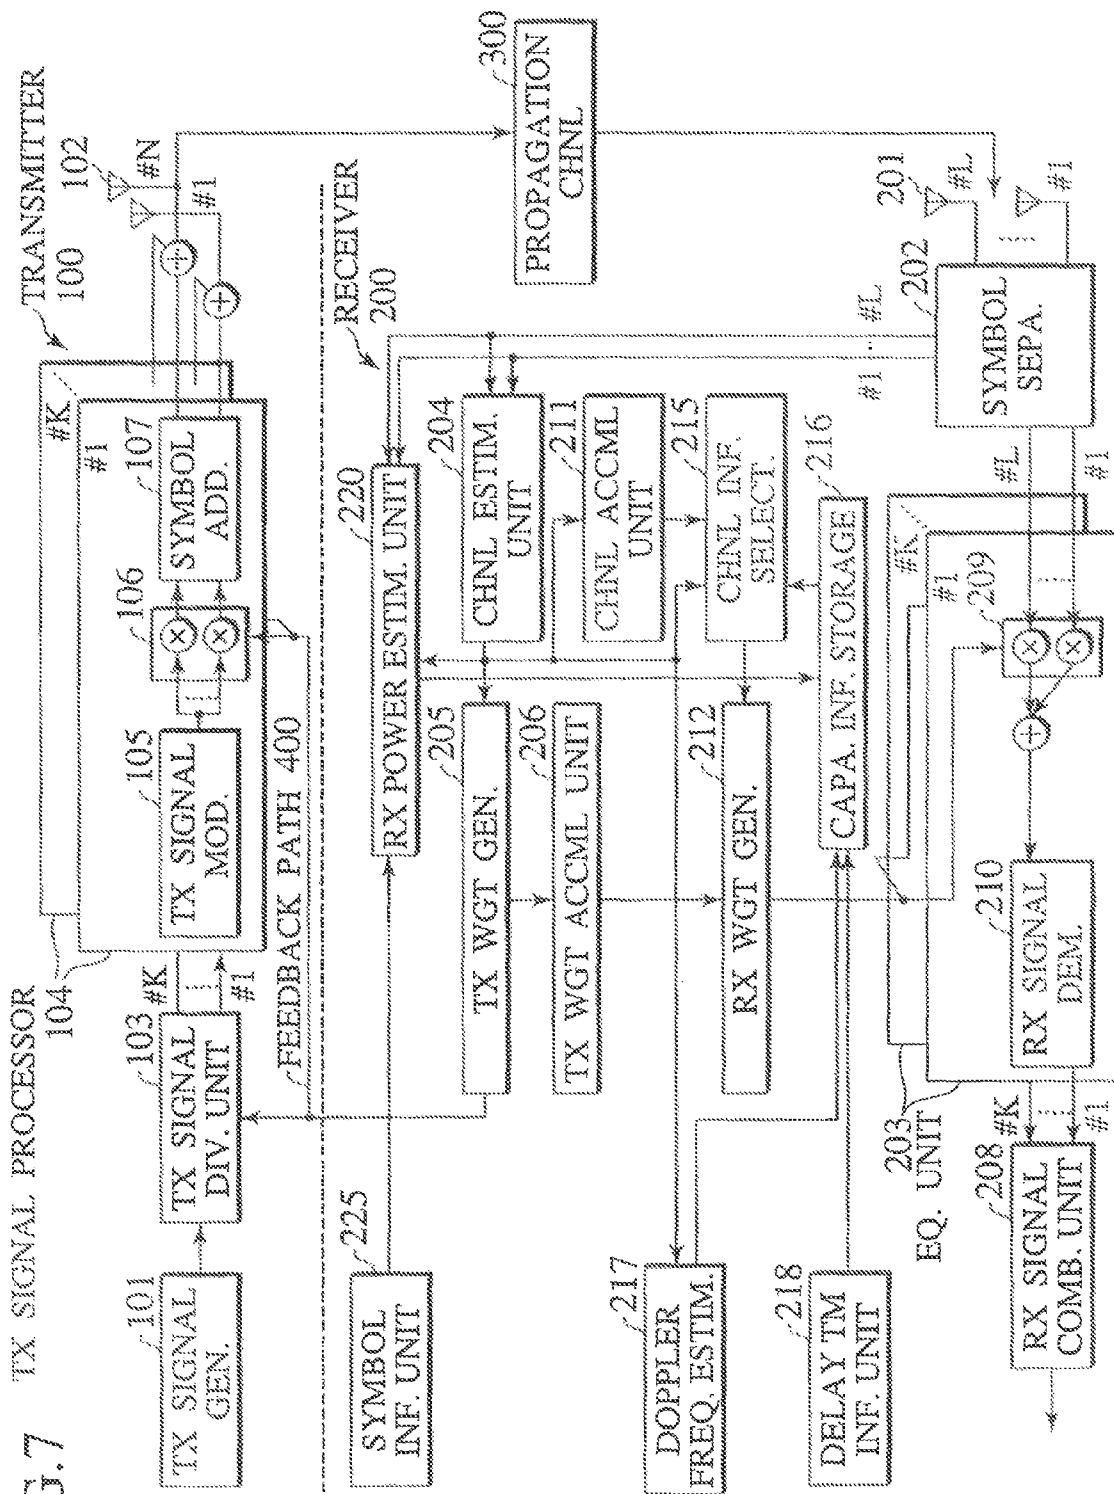 G.7
TX SIGNAL PROCESSOR
TRANSMITTER
100
104
#K
#1
101
TX SIGNAL
GEN.
103
TX SIGNAL
DIV. UNIT
#K
#1
105
TX SIGNAL
MOD.
106
107
SYMBOL
ADD.
102
#N
#1
FEEDBACK PATH 400
RECEIVER
200
225
SYMBOL
INF. UNIT
220
RX POWER ESTIM. UNIT
300
PROPAGATION
CHNL
205
TX WGT GEN.
204
CHNL ESTIM.
UNIT
206
TX WGT ACCML UNIT
211
CHNL ACCML
UNIT
217
DOPPLER
FREQ. ESTIM.
212
RX WGT GEN.
215
CHNL INF.
SELECT.
218
DELAY TM
INF. UNIT
216
CAPA. INF. STORAGE
#1
#L
203
EQ. UNIT
#K
#1
208
RX SIGNAL
COMB. UNIT
#K
#1
210
RX SIGNAL
DEM.
209
#L
#1
202
SYMBOL
SEPA.
201
#L
#1